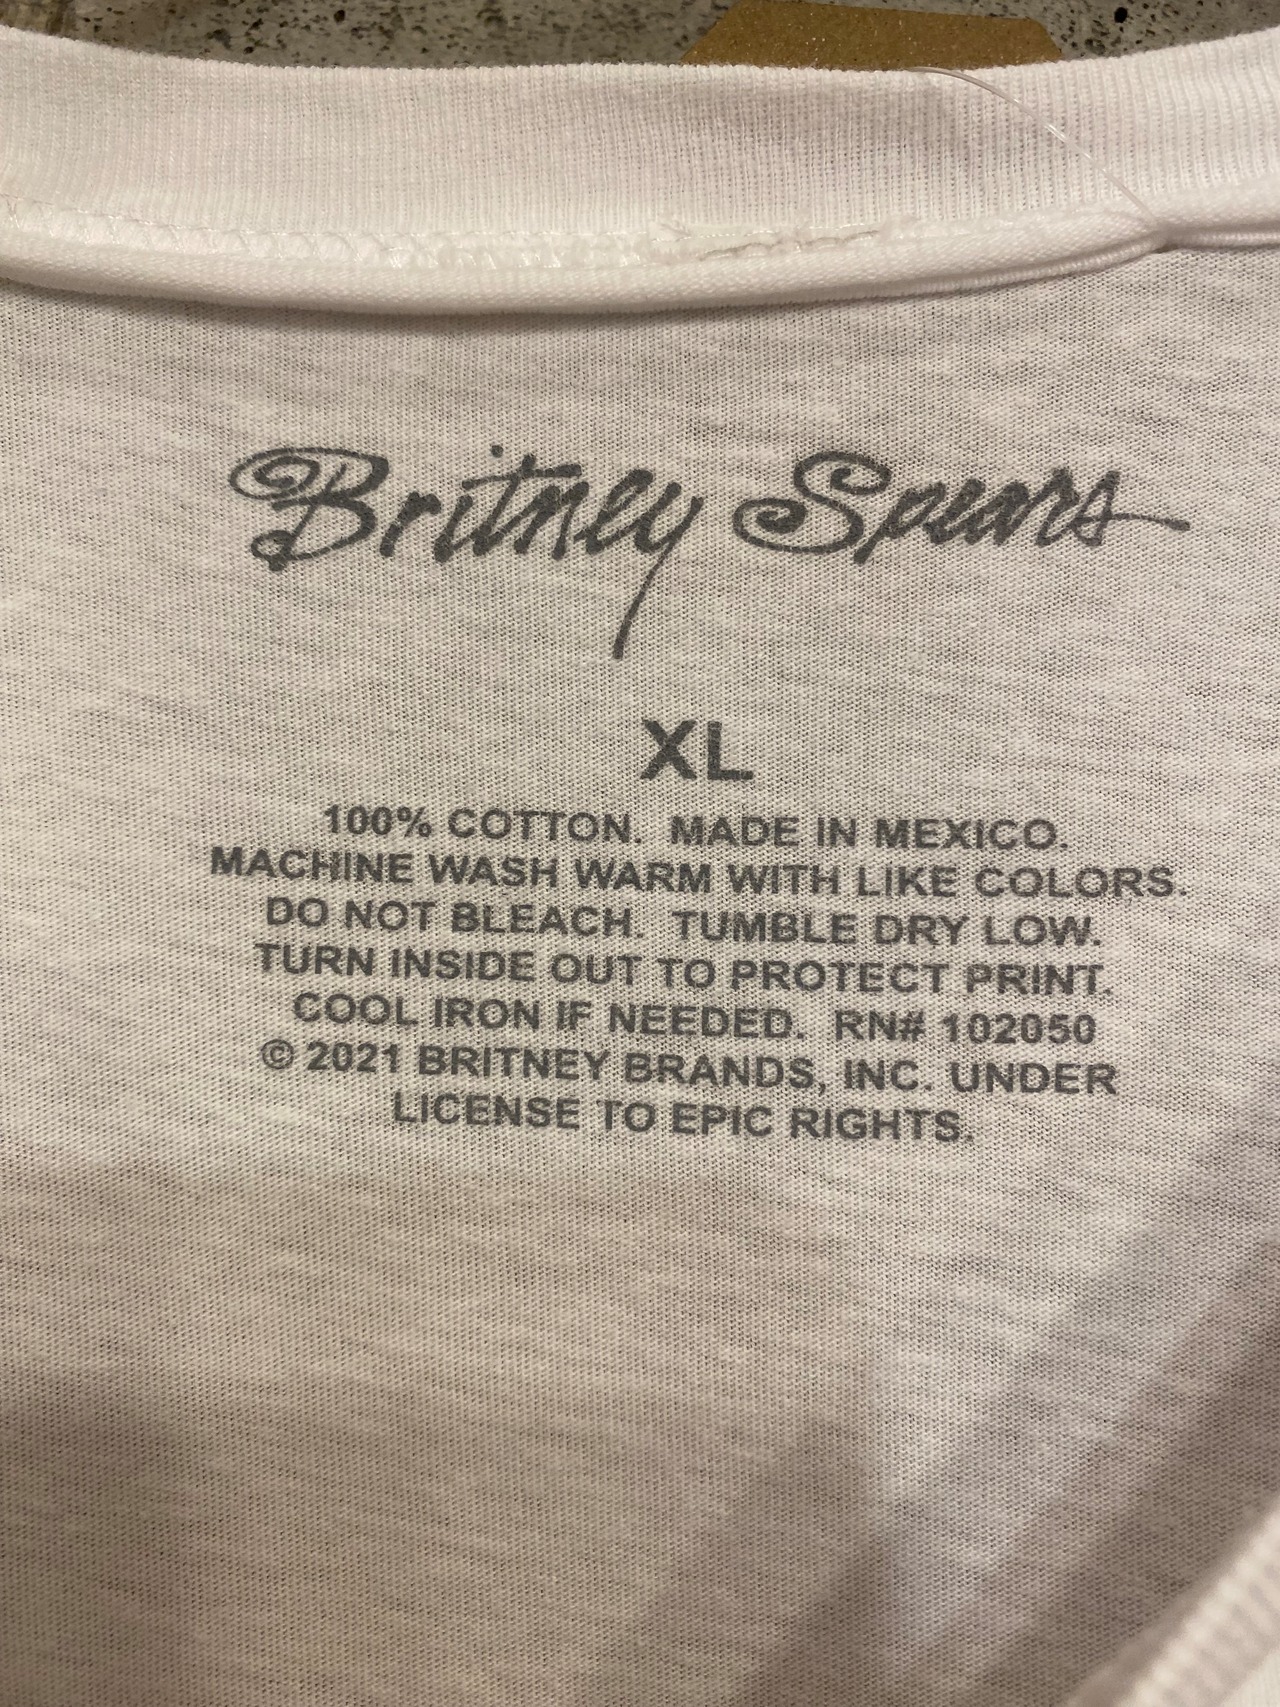 Britney Spears
XL
100% COTTON. MADE IN MEXICO.
MACHINE WASH WARM WITH LIKE COLORS.
DO NOT BLEACH. TUMBLE DRY LOW.
TURN INSIDE OUT TO PROTECT PRINT.
COOL IRON IF NEEDED. RN# 102050
© 2021 BRITNEY BRANDS, INC. UNDER
LICENSE TO EPIC RIGHTS.